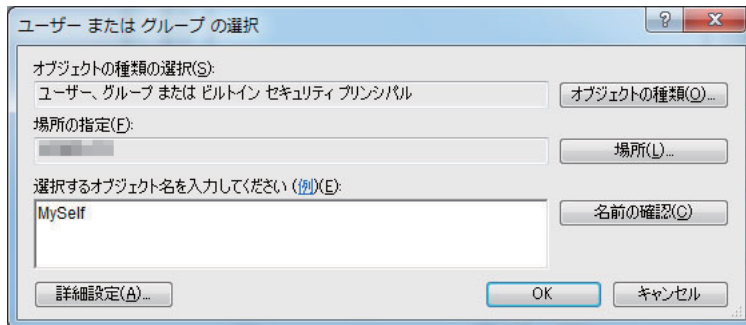 ユーザー または グループ の選択
オブジェクトの種類の選択(S):
ユーザー、グループ または ビルトイン セキュリティ プリンシパル
オブジェクトの種類(O)...
場所の指定(F):
場所(L)...
選択するオブジェクト名を入力してください (例)(E):
MySelf
名前の確認(C)
詳細設定(A)...
OK
キャンセル